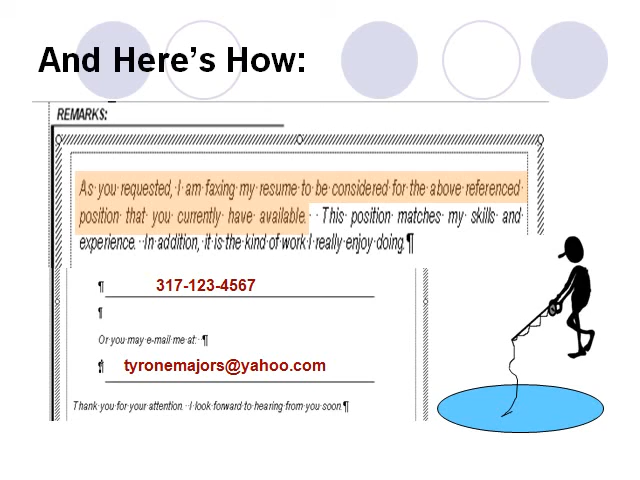 And Here's How:
REMARKS:
As you requested, I am faxing my resume to be considered for the above referenced
position that you currently have available. This position matches my skills and
experience. In addition, it is the kind of work I really enjoy doing.¶
¶ 317-123-4567
¶
Or you may e-mail me at: ¶
¶ tyronemajors@yahoo.com
Thank you for your attention. I look forward to hearing from you soon.¶